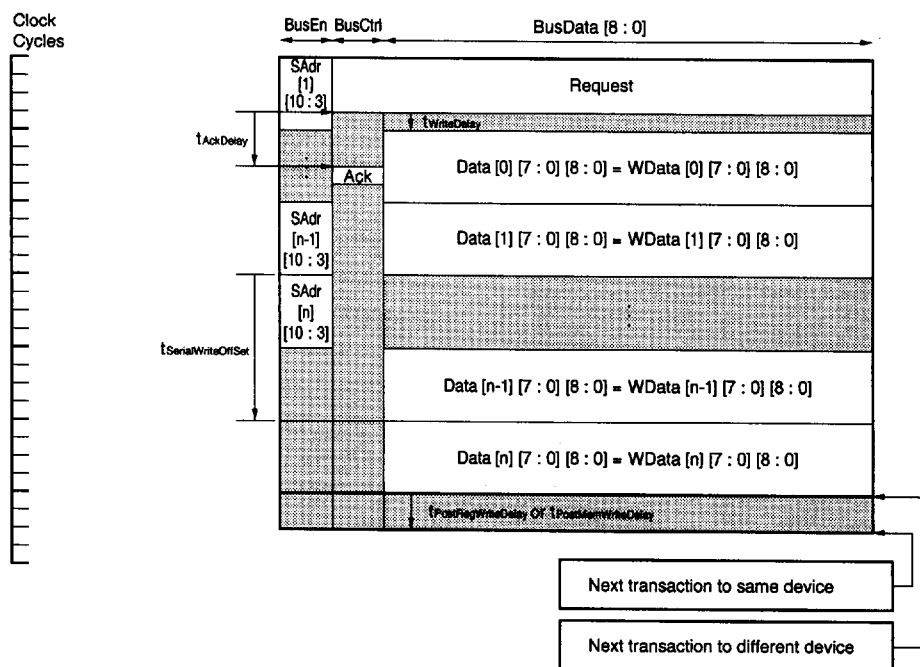 Clock
Cycles
BusEn BusCtrl BusData [8 : 0]
SAdr
[1]
[10 : 3]
Request
tAckDelay
tWriteDelay
Data [0] [7 : 0] [8 : 0] = WData [0] [7 : 0] [8 : 0]
Ack
SAdr
[n-1]
[10 : 3]
Data [1] [7 : 0] [8 : 0] = WData [1] [7 : 0] [8 : 0]
SAdr
[n]
[10 : 3]
tSerialWriteOffSet
Data [n-1] [7 : 0] [8 : 0] = WData [n-1] [7 : 0] [8 : 0]
Data [n] [7 : 0] [8 : 0] = WData [n] [7 : 0] [8 : 0]
tPostRegWriteDelay or tPostMemWriteDelay
Next transaction to same device
Next transaction to different device